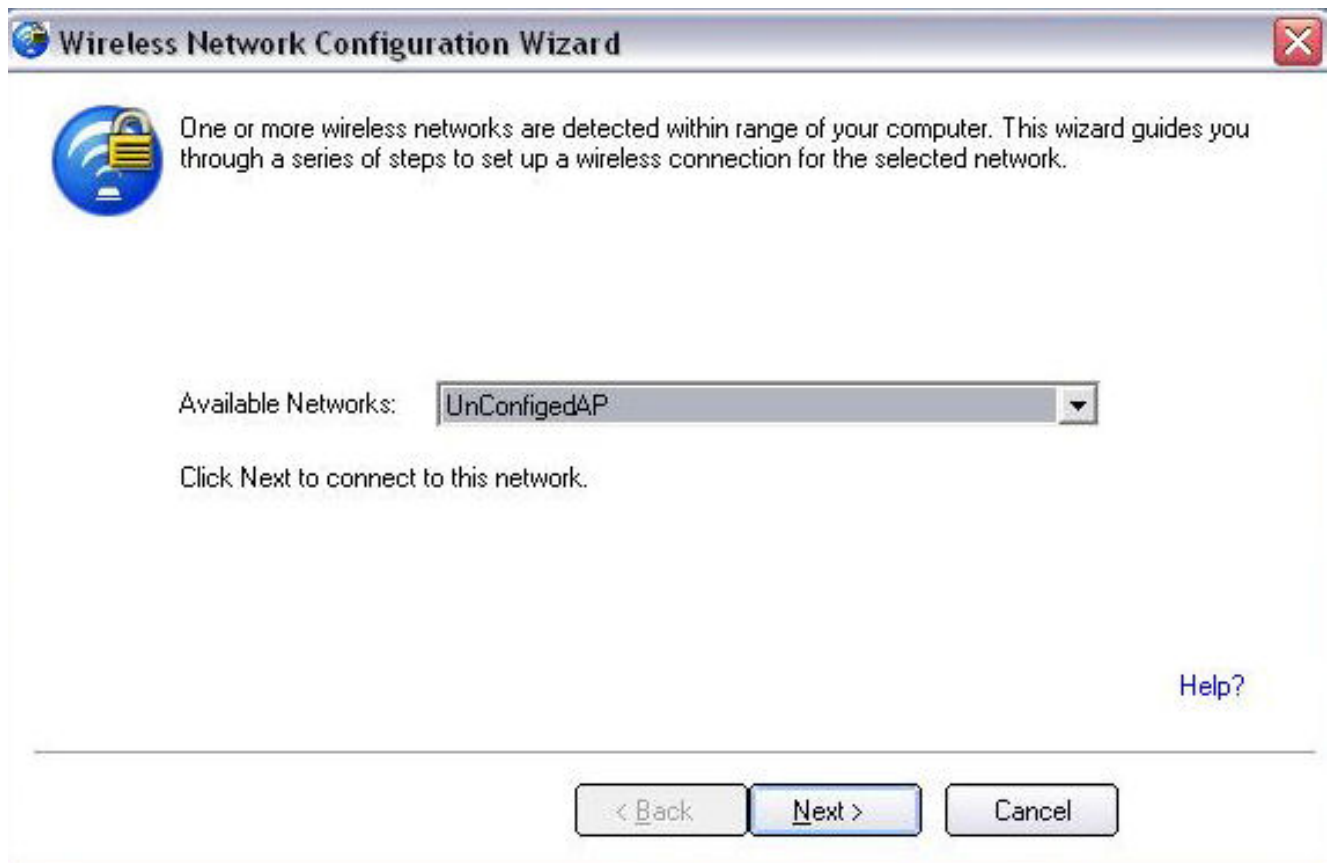 Wireless Network Configuration Wizard
One or more wireless networks are detected within range of your computer. This wizard guides you
through a series of steps to set up a wireless connection for the selected network.
Available Networks: UnConfigedAP
Click Next to connect to this network.
Help?
< Back Next > Cancel